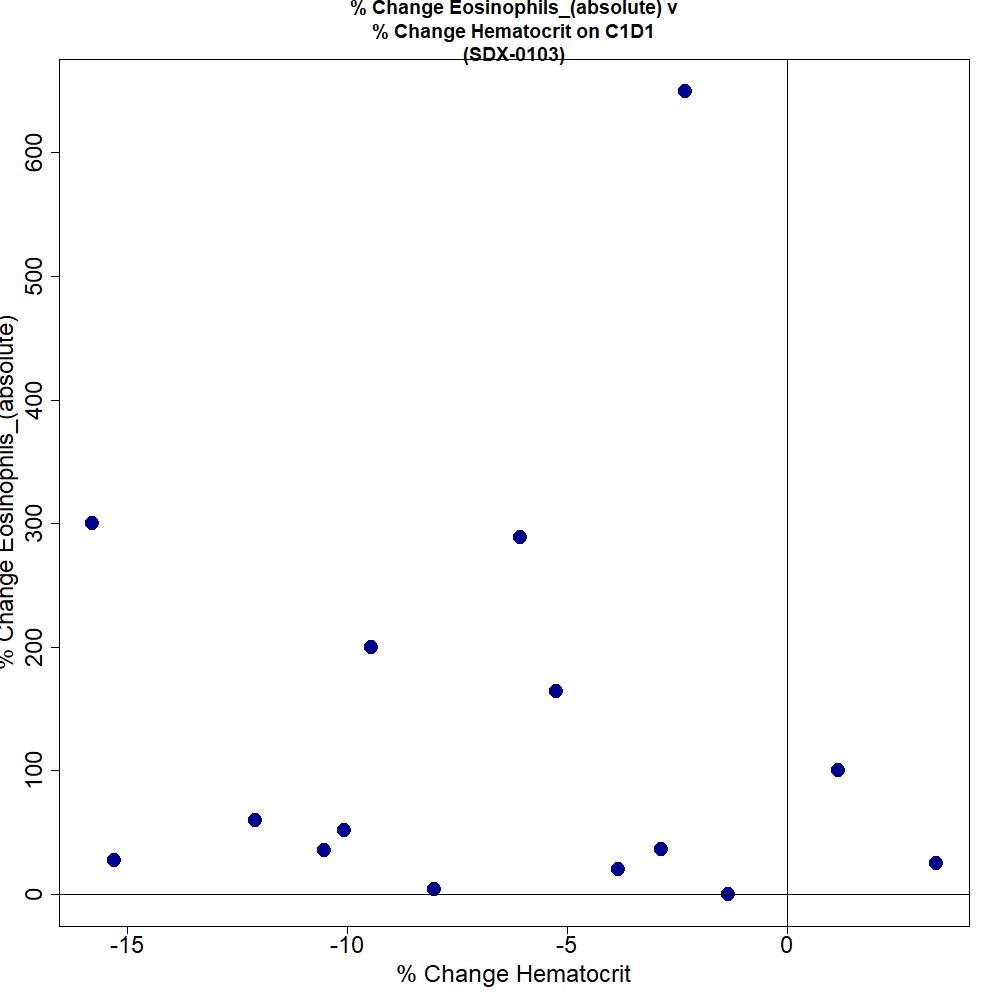 % Change Eosinophils_(absolute) v
% Change Hematocrit on C1D1
(SDX-0103)
% Change Eosinophils_(absolute)
600
500
400
300
200
100
0
-15
-10
-5
0
% Change Hematocrit